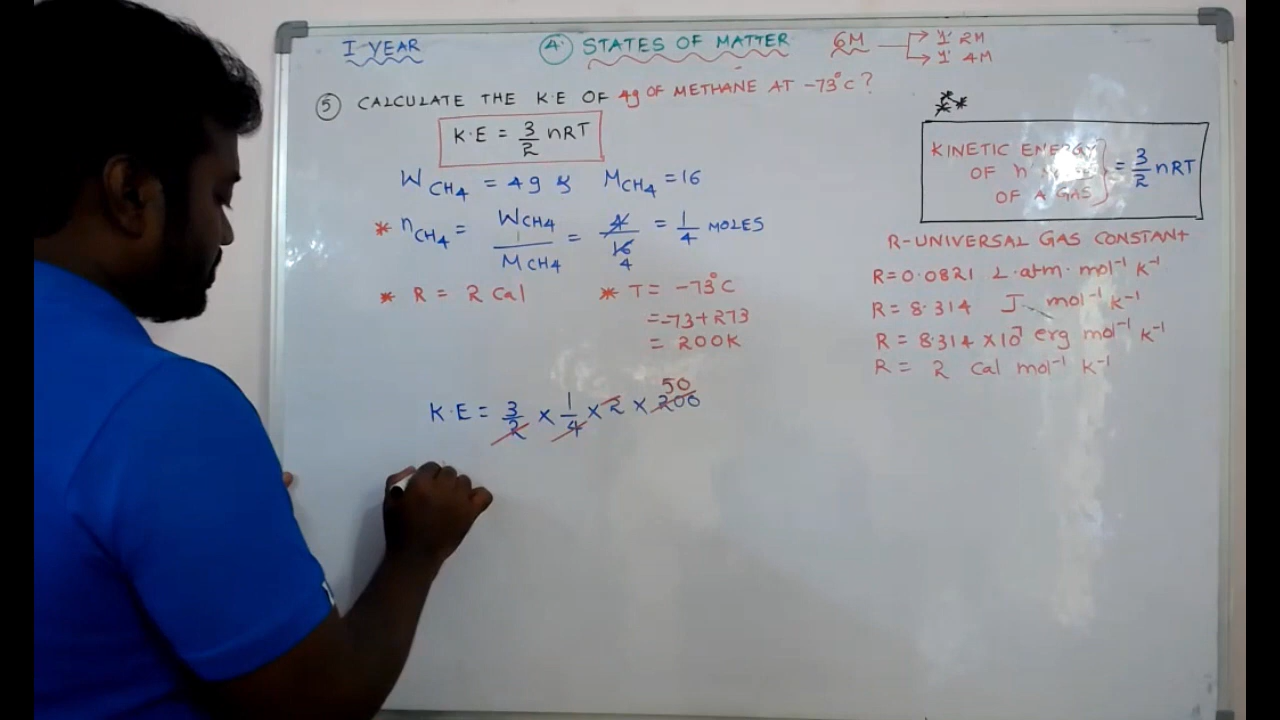 I YEAR
④ STATES OF MATTER
6M → 1' 2M
→ 1' 4M
⑤ CALCULATE THE K.E OF 4g OF METHANE AT -73°C?
K.E = 3/2 nRT
W CH4 = 4g & M CH4 = 16
* n CH4 = W CH4 / M CH4 = 4/16 4 = 1/4 MOLES
* R = 2 Cal
* T = -73°C
= -73+273
= 200K
K.E = 3/2 × 1/4 × 2 × 200 50
***
KINETIC ENERGY
OF n
OF A GAS } = 3/2 nRT
R-UNIVERSAL GAS CONSTANT
R=0.0821 L.atm.mol⁻¹ K⁻¹
R = 8.314 J mol⁻¹ K⁻¹
R = 8.314 ×10⁷ erg mol⁻¹ K⁻¹
R = 2 Cal mol⁻¹ K⁻¹